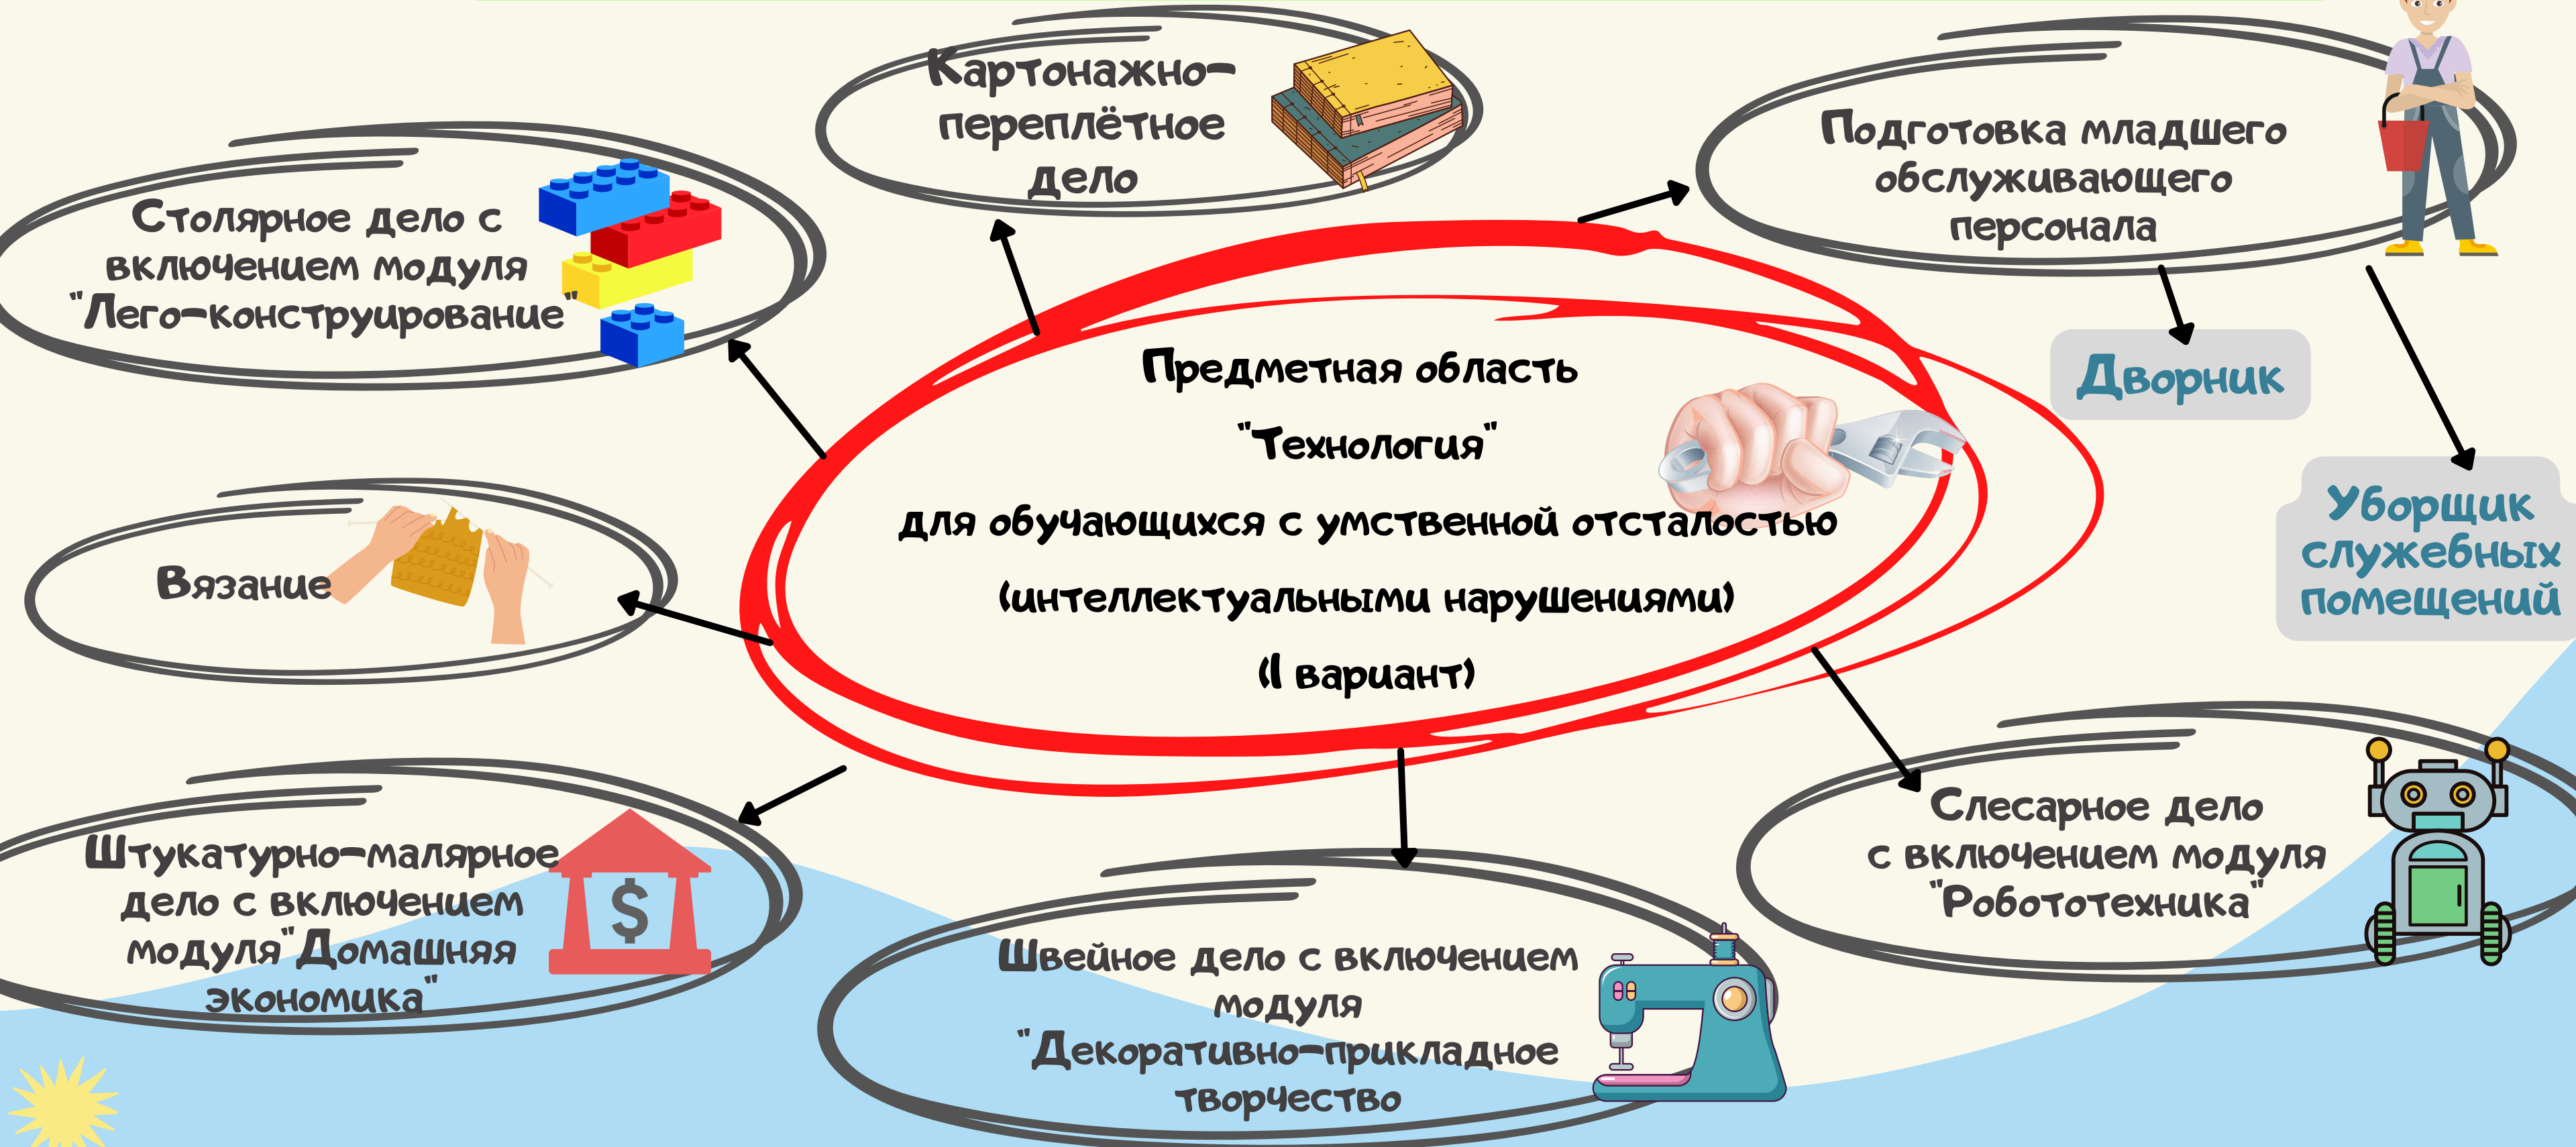 Картонажно-
переплётное
дело
Подготовка младшего
обслуживающего
персонала
Столярное дело с
включением модуля
"Лего-конструирование"
Предметная область
"Технология"
для обучающихся с умственной отсталостью
(интеллектуальными нарушениями)
(I вариант)
Дворник
Уборщик
служебных
помещений
Вязание
Штукатурно-малярное
дело с включением
модуля"Домашняя
экономика"
$
Швейное дело с включением
модуля
"Декоративно-прикладное
творчество
Слесарное дело
с включением модуля
"Робототехника"